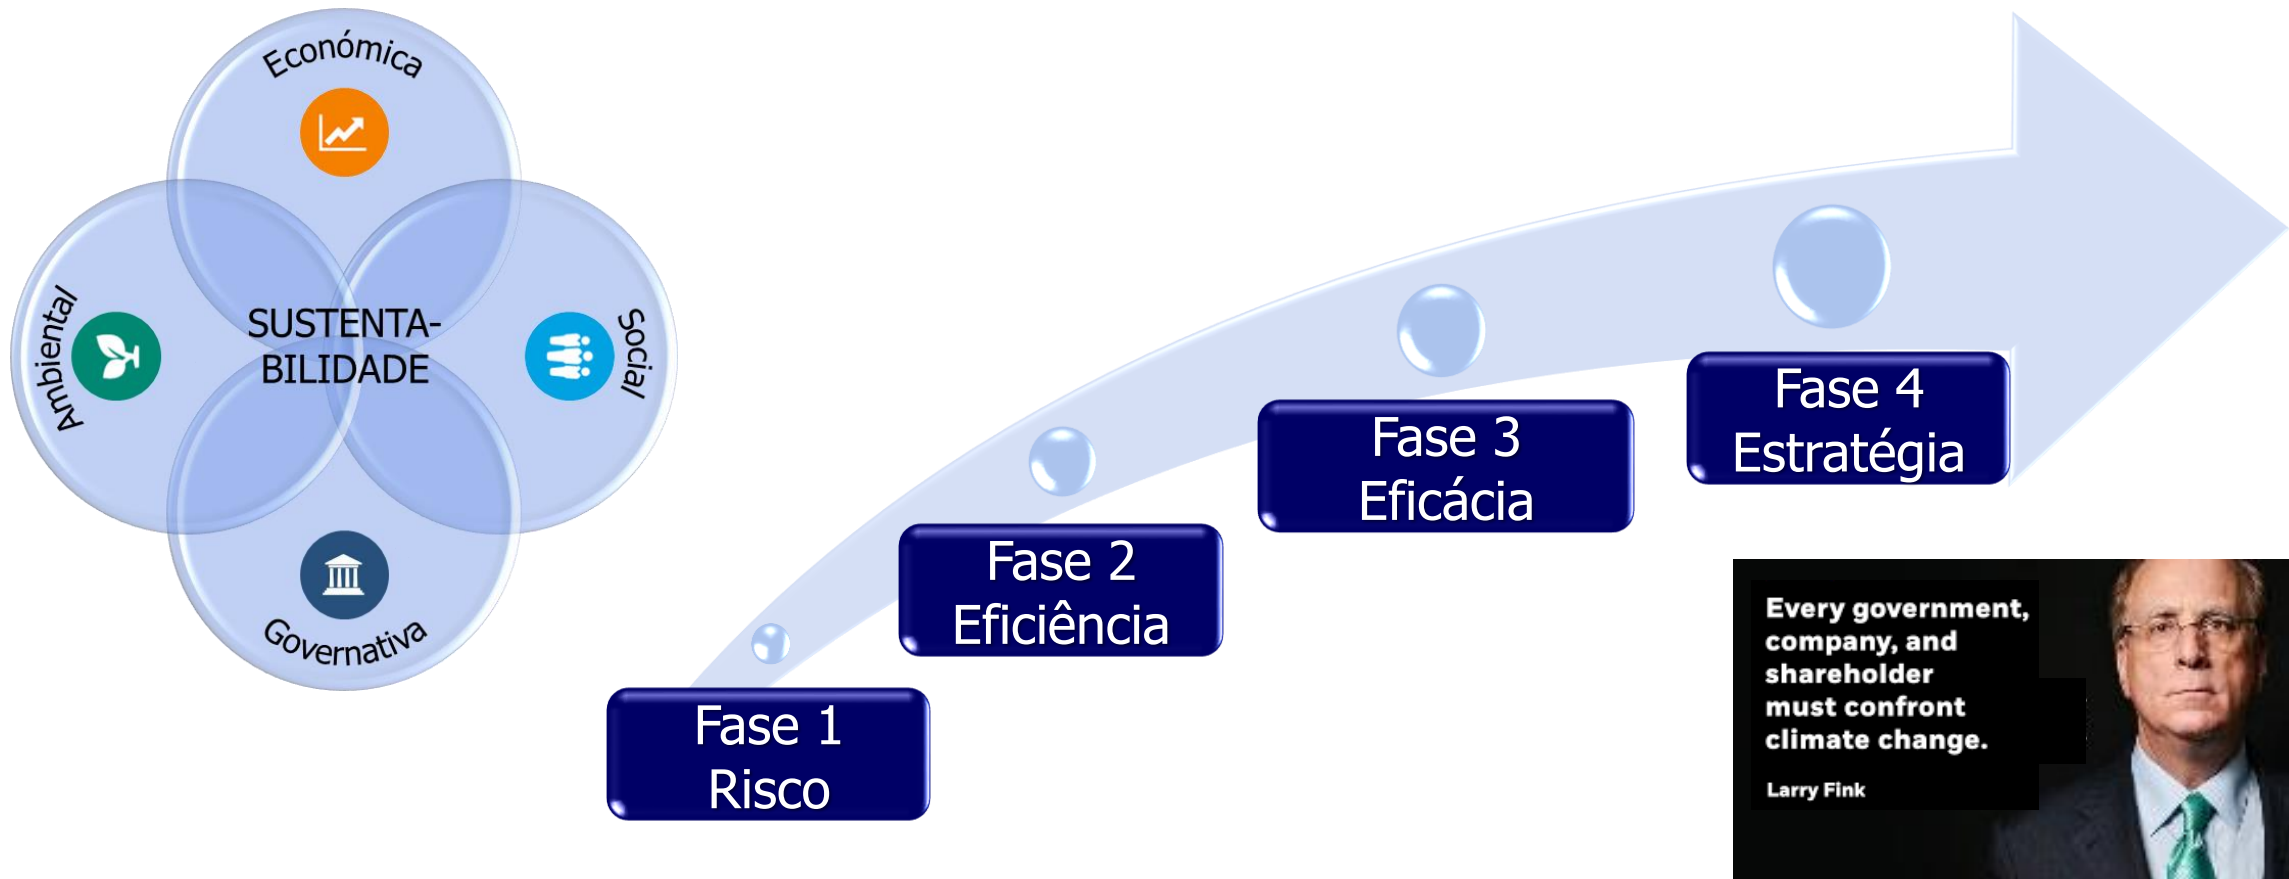 Económica
Ambiental
SUSTENTA-
BILIDADE
Social
Governativa
Fase 1
Risco
Fase 2
Eficiência
Fase 3
Eficácia
Fase 4
Estratégia
Every government,
company, and
shareholder
must confront
climate change.
Larry Fink